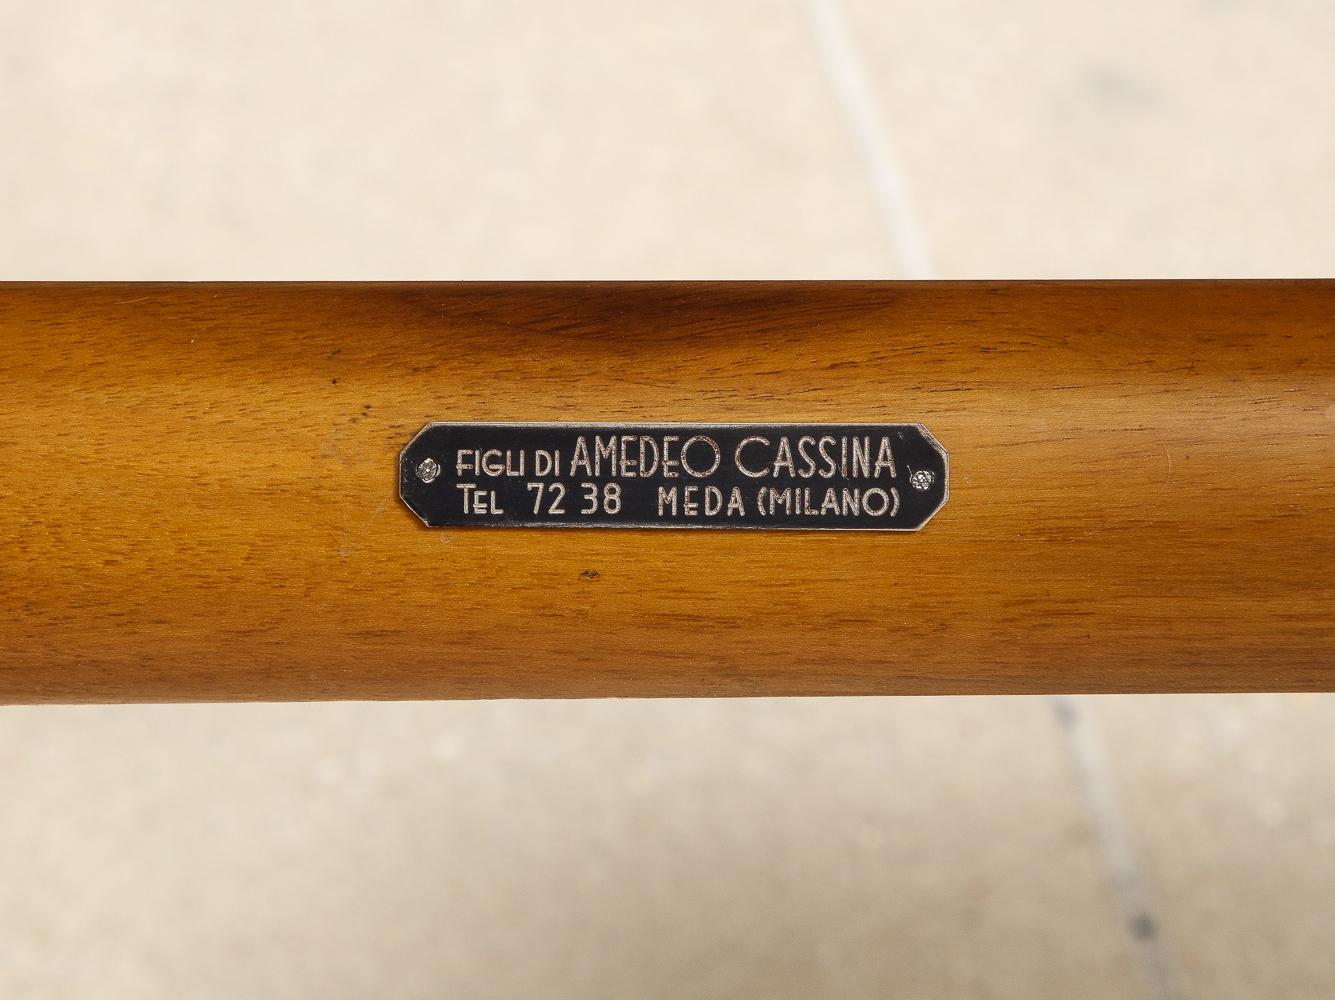 FIGLI DI AMEDEO CASSINA
TEL 72 38 MEDA (MILANO)